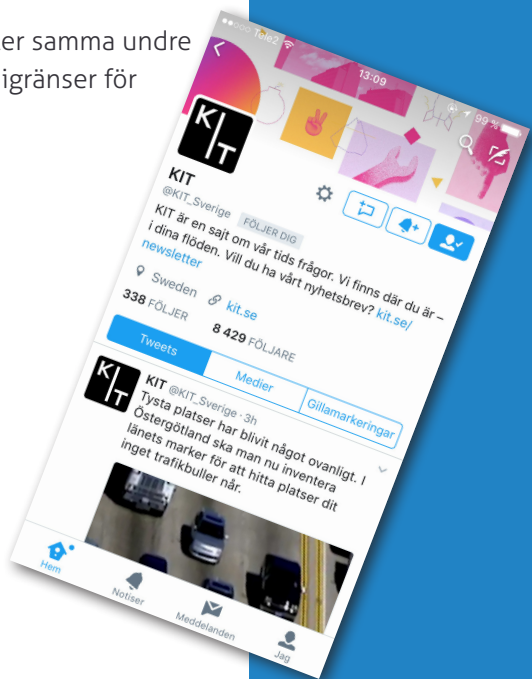 er samma undre
igränser för
Tele2
13:09
99 %
K
I
T
KIT
@KIT_Sverige FÖLJER DIG
KIT är en sajt om vår tids frågor. Vi finns där du är –
i dina flöden. Vill du ha vårt nyhetsbrev? kit.se/
newsletter
Sweden kit.se
338 FÖLJER 8 429 FÖLJARE
Tweets Medier Gillamarkeringar
K
I
T
KIT @KIT_Sverige · 3h
Tysta platser har blivit något ovanligt. I
Östergötland ska man nu inventera
länets marker för att hitta platser dit
inget trafikbuller når.
Hem Notiser Meddelanden Jag